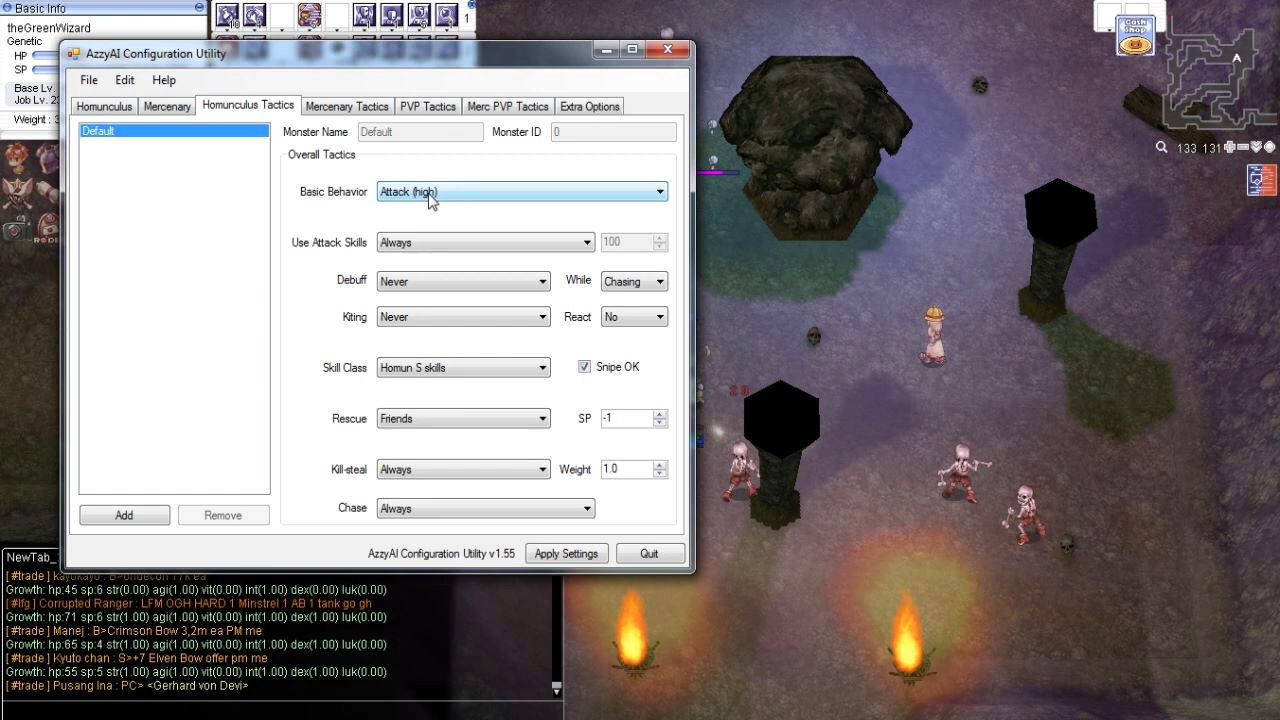 Basic Info
theGreenWizard
Genetic
HP
SP
Base Lv.
Job Lv. 23
Weight : 3
1
Cash Shop
A
133 131
AzzyAI Configuration Utility
File Edit Help
Homunculus Mercenary Homunculus Tactics Mercenary Tactics PVP Tactics Merc PVP Tactics Extra Options
Default
Monster Name Default Monster ID 0
Overall Tactics
Basic Behavior Attack (high)
Use Attack Skills Always 100
Debuff Never While Chasing
Kiting Never React No
Skill Class Homun S skills Snipe OK
Rescue Friends SP -1
Kill-steal Always Weight 1.0
Chase Always
Add Remove
AzzyAI Configuration Utility v1.55 Apply Settings Quit
NewTab_
Growth: hp:45 sp:6 str(0.00) agi(1.00) vit(0.00) int(1.00) dex(0.00) luk(0.00)
[ #lfg ] Corrupted Ranger : LFM OGH HARD 1 Minstrel 1 AB 1 tank go gh
Growth: hp:71 sp:6 str(1.00) agi(1.00) vit(0.00) int(1.00) dex(1.00) luk(0.00)
[ #trade ] Manej : B>Crimson Bow 3,2m ea PM me
Growth: hp:65 sp:4 str(1.00) agi(1.00) vit(0.00) int(1.00) dex(1.00) luk(0.00)
[ #trade ] Kyuto chan : S>+7 Elven Bow offer pm me
Growth: hp:55 sp:5 str(1.00) agi(1.00) vit(0.00) int(1.00) dex(1.00) luk(0.00)
[ #trade ] Pusang Ina : PC> <Gerhard von Devi>